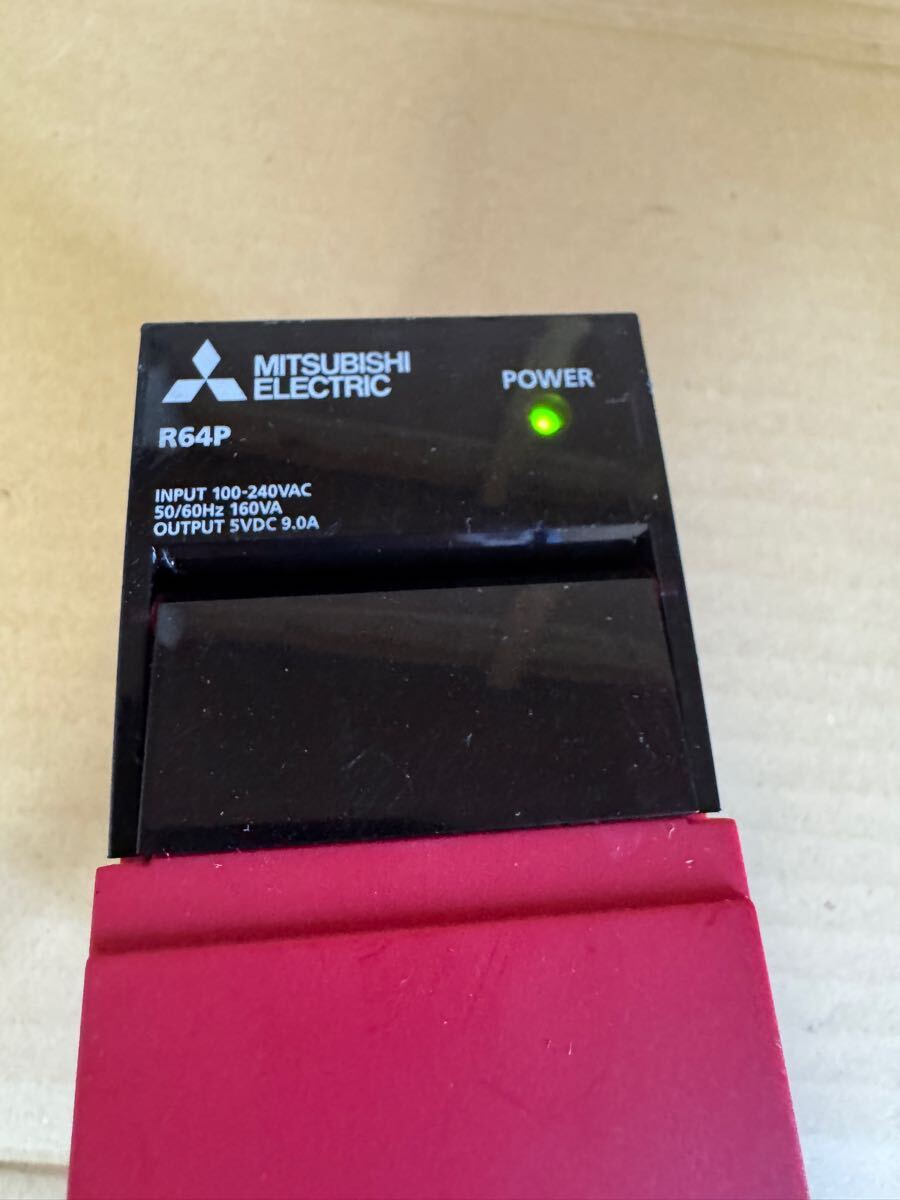 MITSUBISHI
ELECTRIC
POWER
R64P
INPUT 100-240VAC
50/60Hz 160VA
OUTPUT 5VDC 9.0A